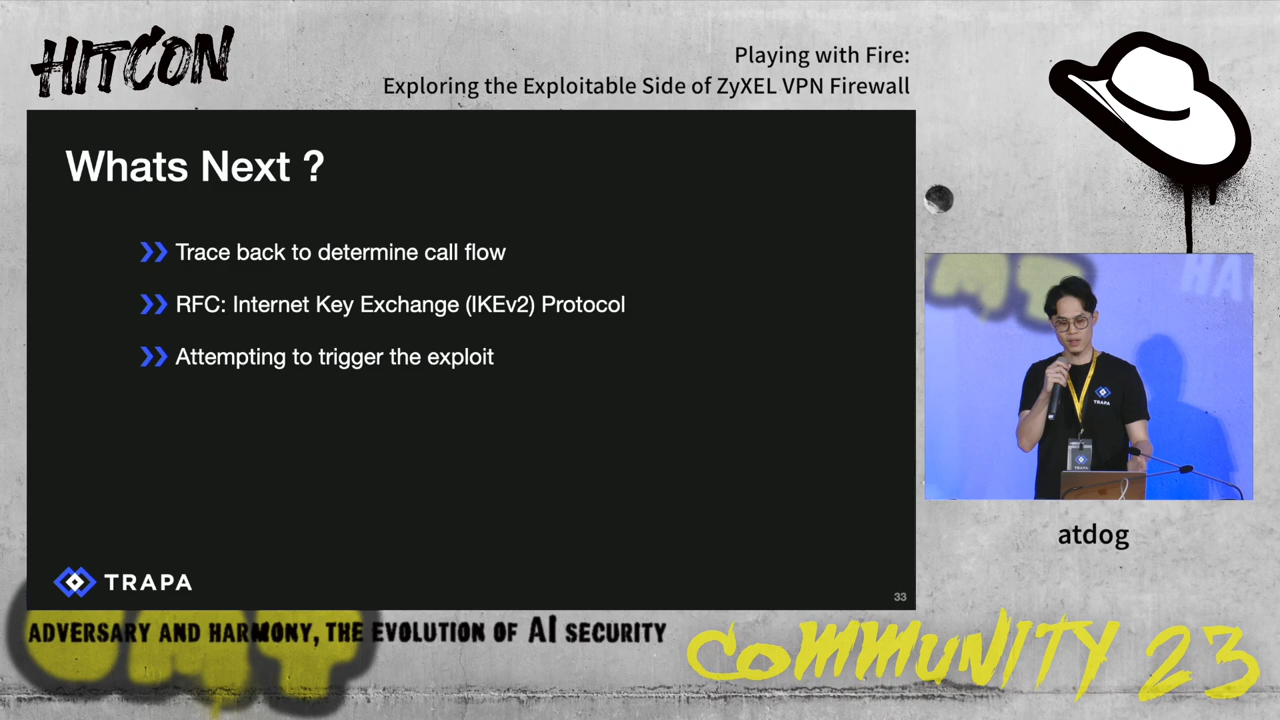 HITCON
Playing with Fire:
Exploring the Exploitable Side of ZyXEL VPN Firewall
Whats Next ?
Trace back to determine call flow
RFC: Internet Key Exchange (IKEv2) Protocol
Attempting to trigger the exploit
TRAPA
33
TRAPA
TRAPA
atdog
ADVERSARY AND HARMONY, THE EVOLUTION OF AI SECURITY
COMMUNITY 23